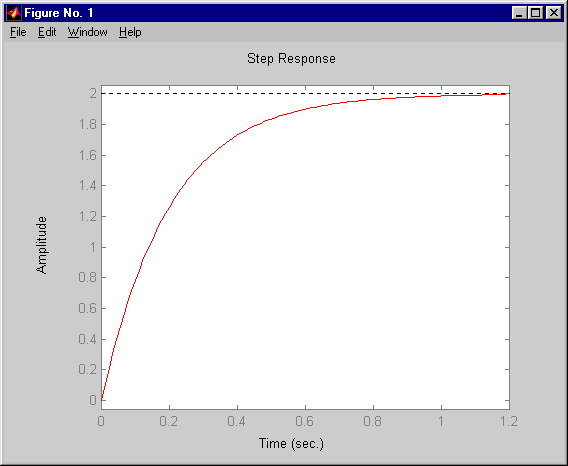 Figure No. 1
File Edit Window Help
Step Response
2
1.8
1.6
1.4
1.2
1
0.8
0.6
0.4
0.2
0
Amplitude
0 0.2 0.4 0.6 0.8 1 1.2
Time (sec.)